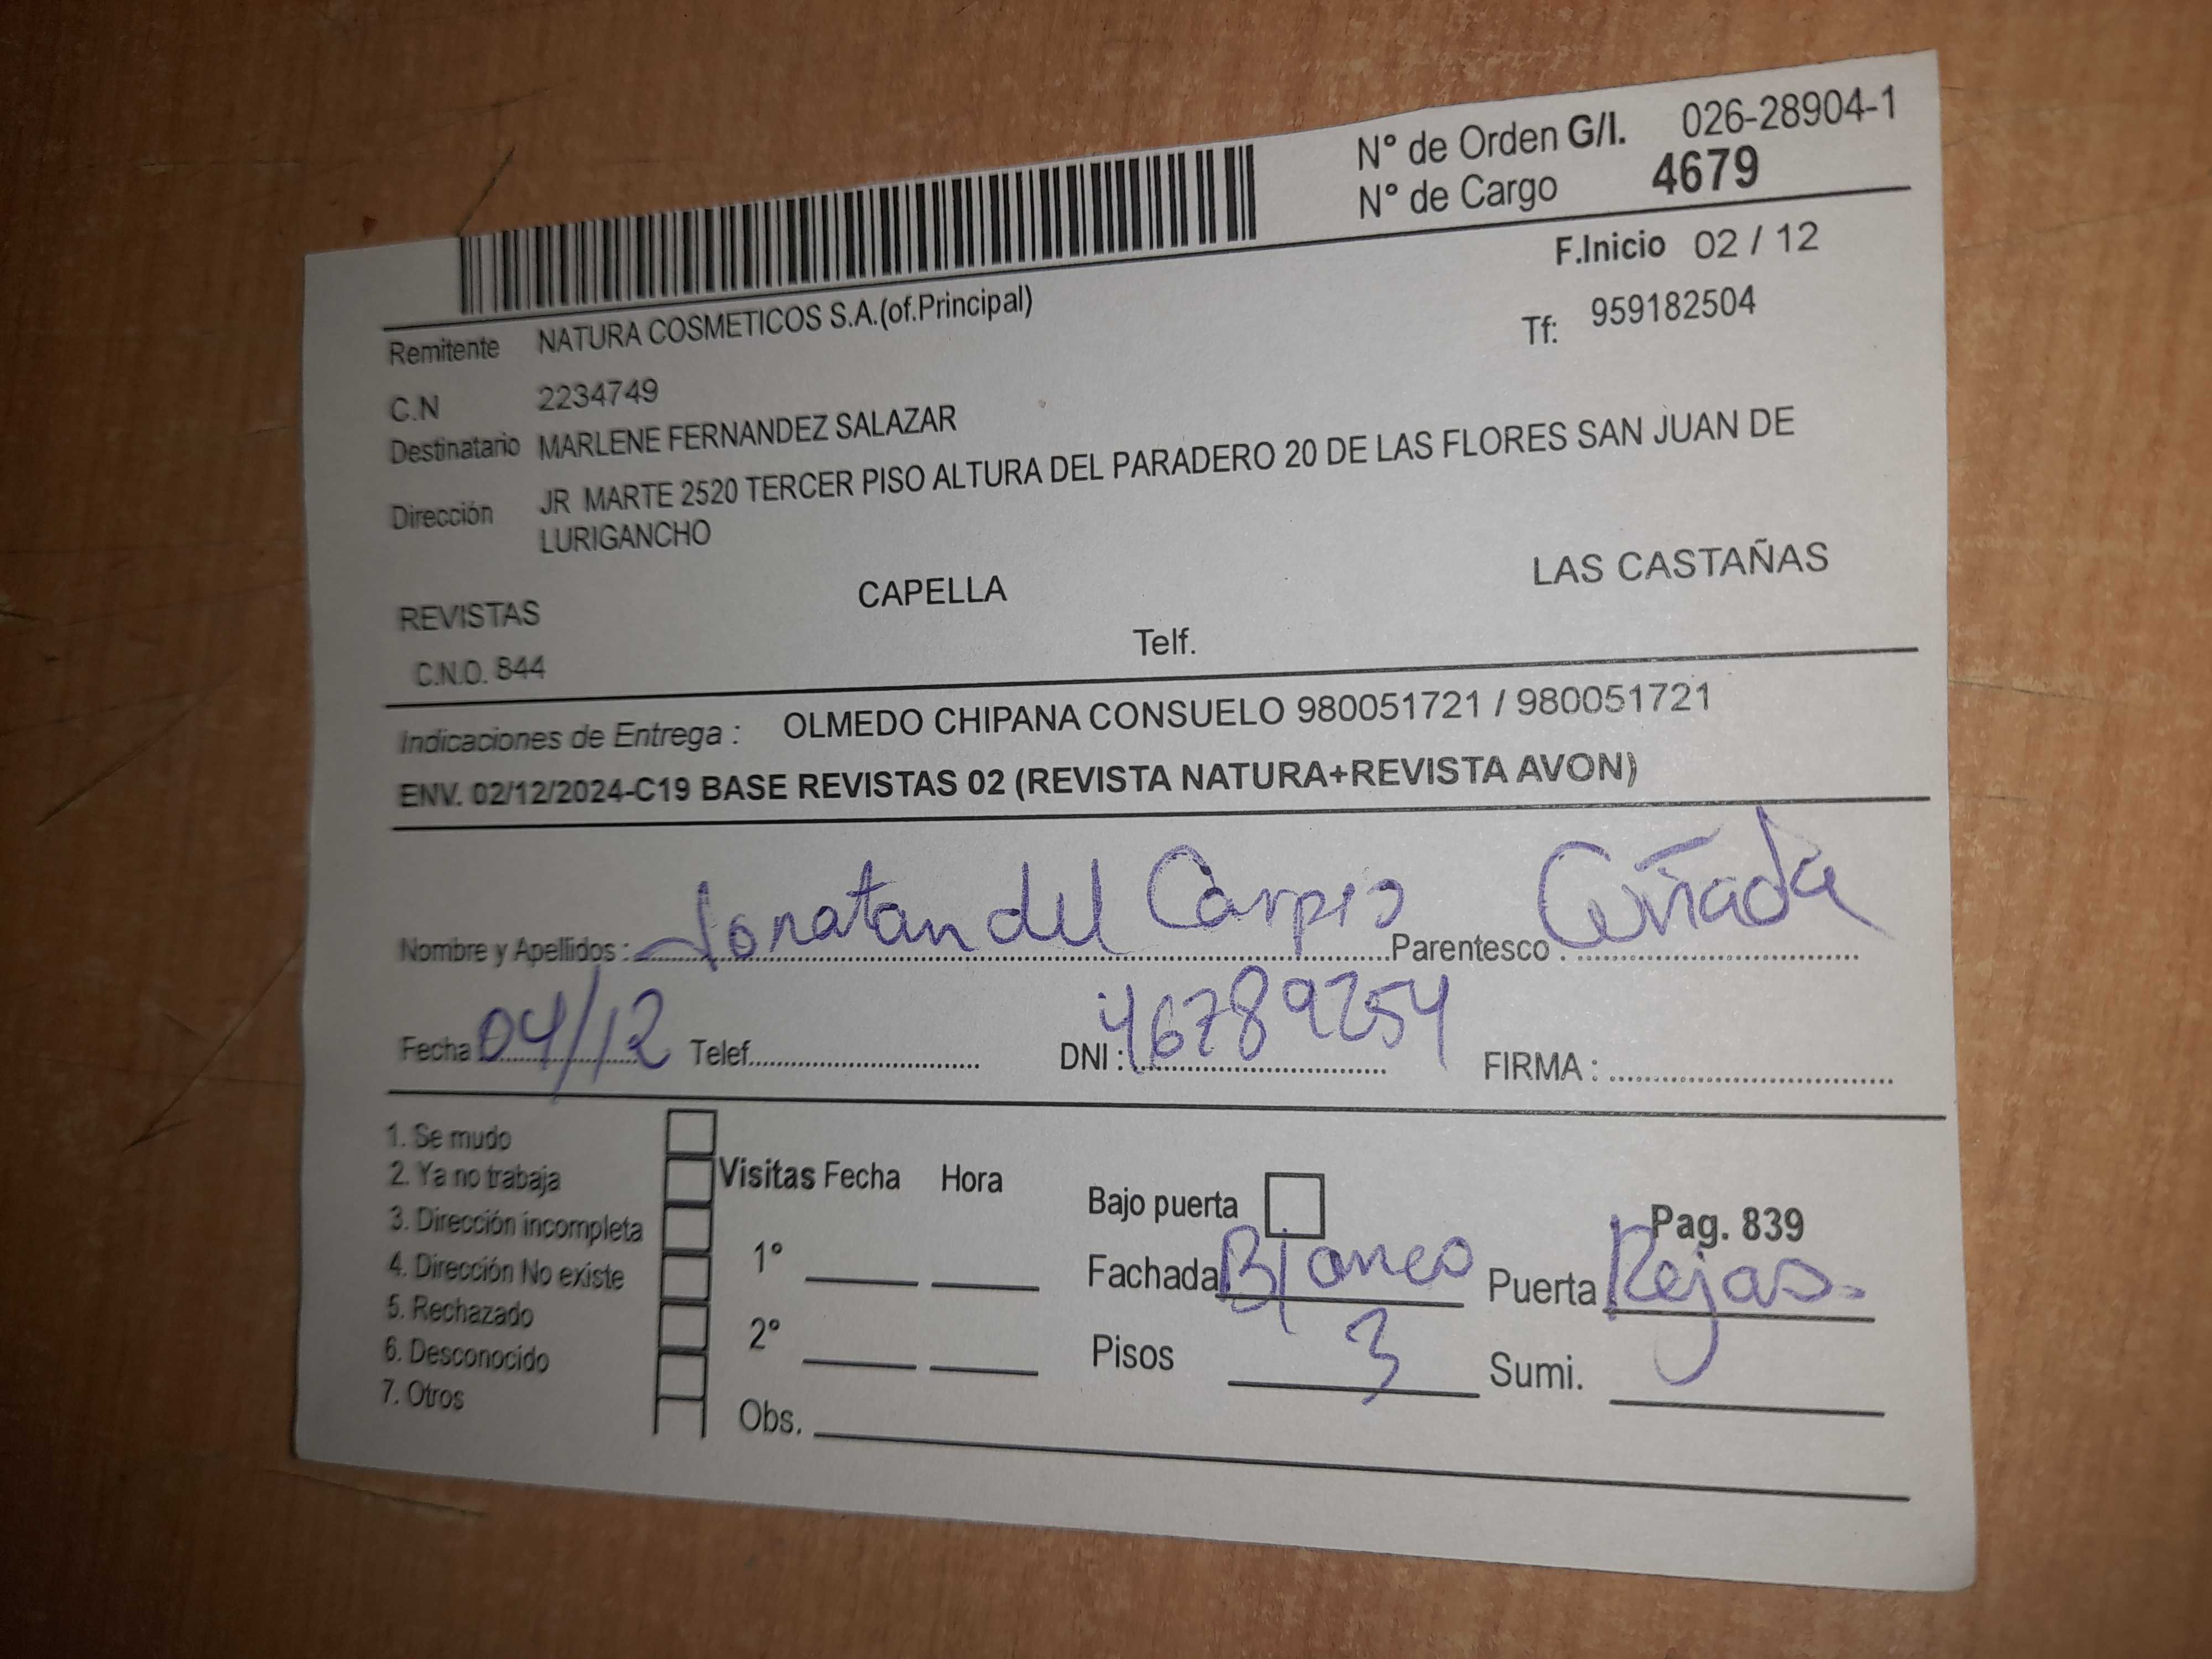 N° de Orden G/I. 026-28904-1
N° de Cargo 4679
F.Inicio 02 / 12
Remitente NATURA COSMETICOS S.A.(of.Principal)
Tf: 959182504
C.N 2234749
Destinatario MARLENE FERNANDEZ SALAZAR
Dirección JR MARTE 2520 TERCER PISO ALTURA DEL PARADERO 20 DE LAS FLORES SAN JUAN DE
LURIGANCHO
REVISTAS CAPELLA LAS CASTAÑAS
C.N.O. 844 Telf.
Indicaciones de Entrega : OLMEDO CHIPANA CONSUELO 980051721 / 980051721
ENV. 02/12/2024-C19 BASE REVISTAS 02 (REVISTA NATURA+REVISTA AVON)
Nombre y Apellidos : Jonatan del Carpio Parentesco : Cuñada
Fecha 04/12 Telef. DNI : 46789254 FIRMA :
1. Se mudo
2. Ya no trabaja
3. Dirección incompleta
4. Dirección No existe
5. Rechazado
6. Desconocido
7. Otros
Visitas Fecha Hora
1°
2°
Obs.
Bajo puerta Pag. 839
Fachada Blanco Puerta Rejas.
Pisos 3 Sumi.